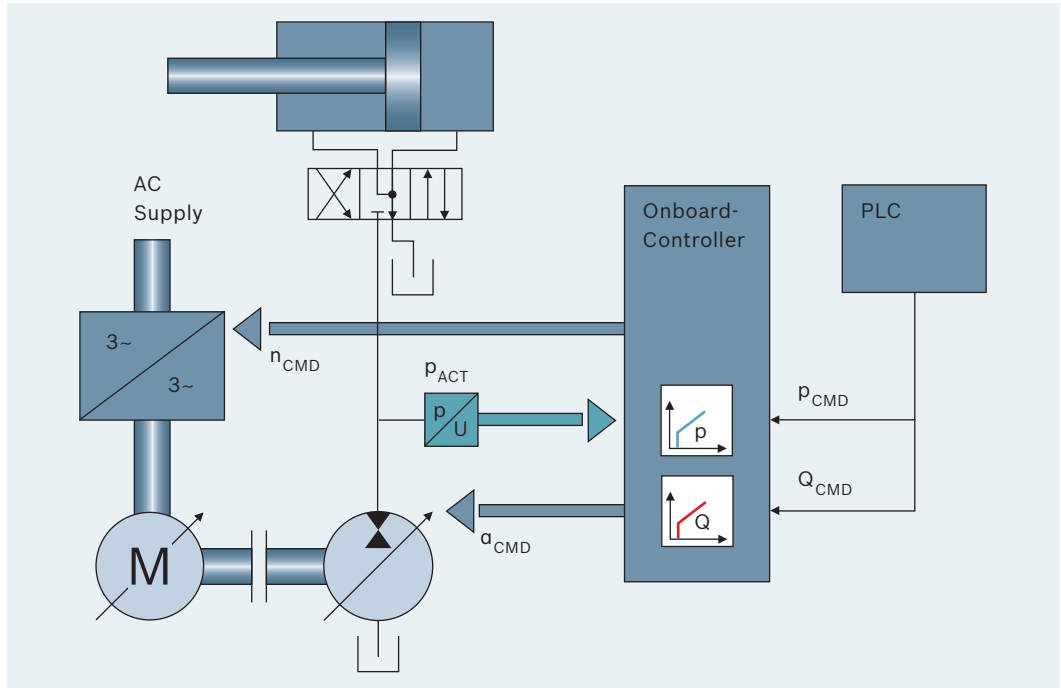 AC
Supply
Onboard-
Controller
PLC
3~
3~
nCMD
pACT
p
U
pCMD
p
QCMD
Q
αCMD
M